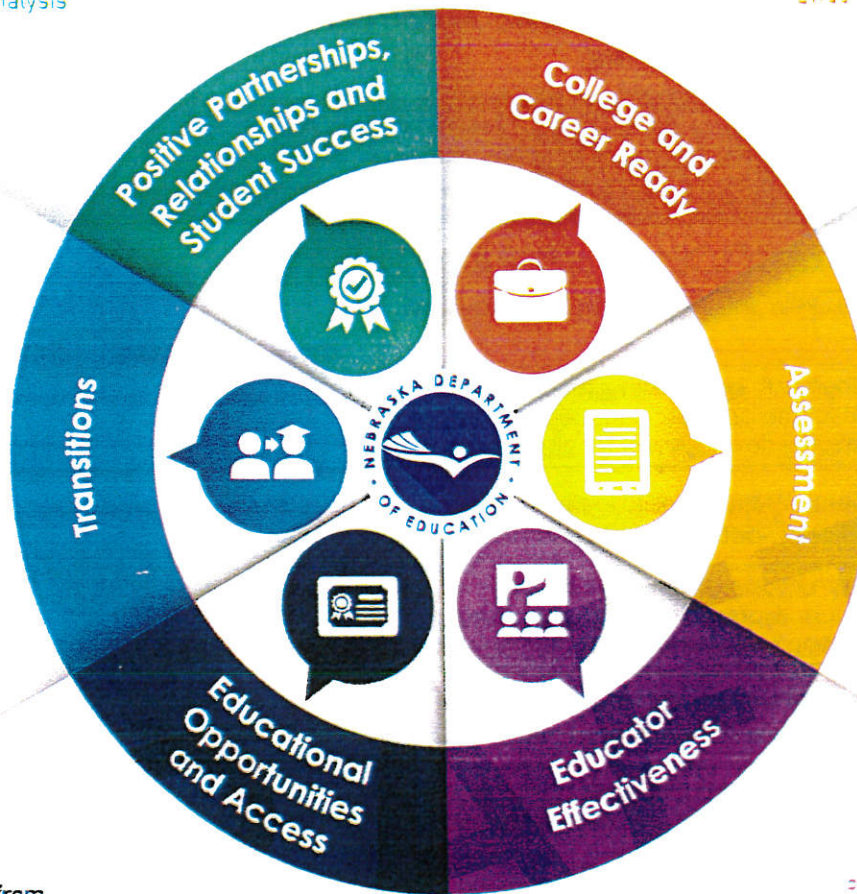 Positive Partnerships,
Relationships and
Student Success
College and
Career Ready
Transitions
NEBRASKA DEPARTMENT
OF EDUCATION
Assessment
Educational
Opportunities
and Access
Educator
Effectiveness
from